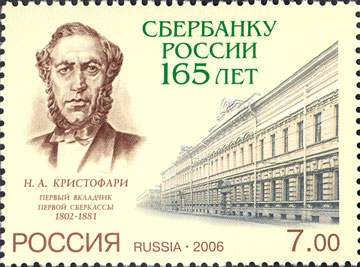 СБЕРБАНКУ
РОССИИ
165 ЛЕТ
Н. А. КРИСТОФАРИ
ПЕРВЫЙ ВКЛАДЧИК
ПЕРВОЙ СБЕРКАССЫ
1802-1881
РОССИЯ RUSSIA · 2006 7.00